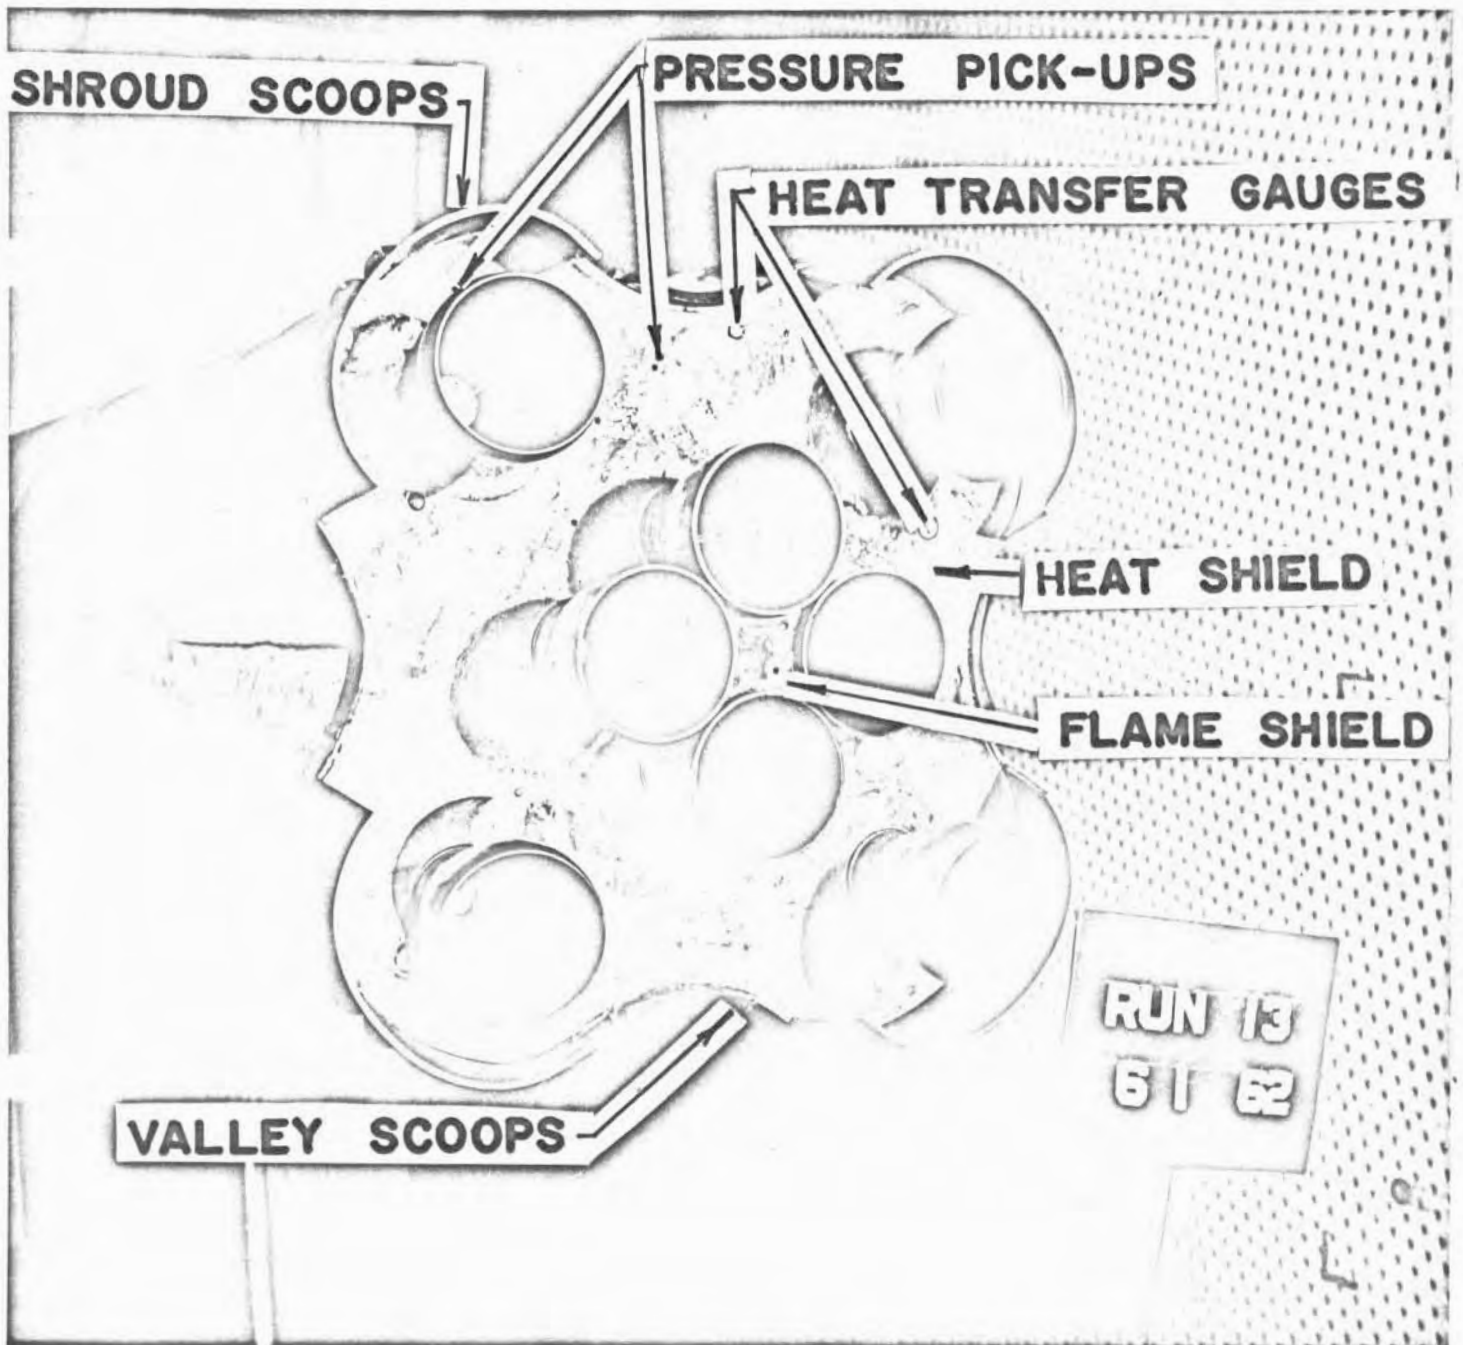 SHROUD SCOOPS
PRESSURE PICK-UPS
HEAT TRANSFER GAUGES
HEAT SHIELD
FLAME SHIELD
RUN 13
6 1 62
VALLEY SCOOPS